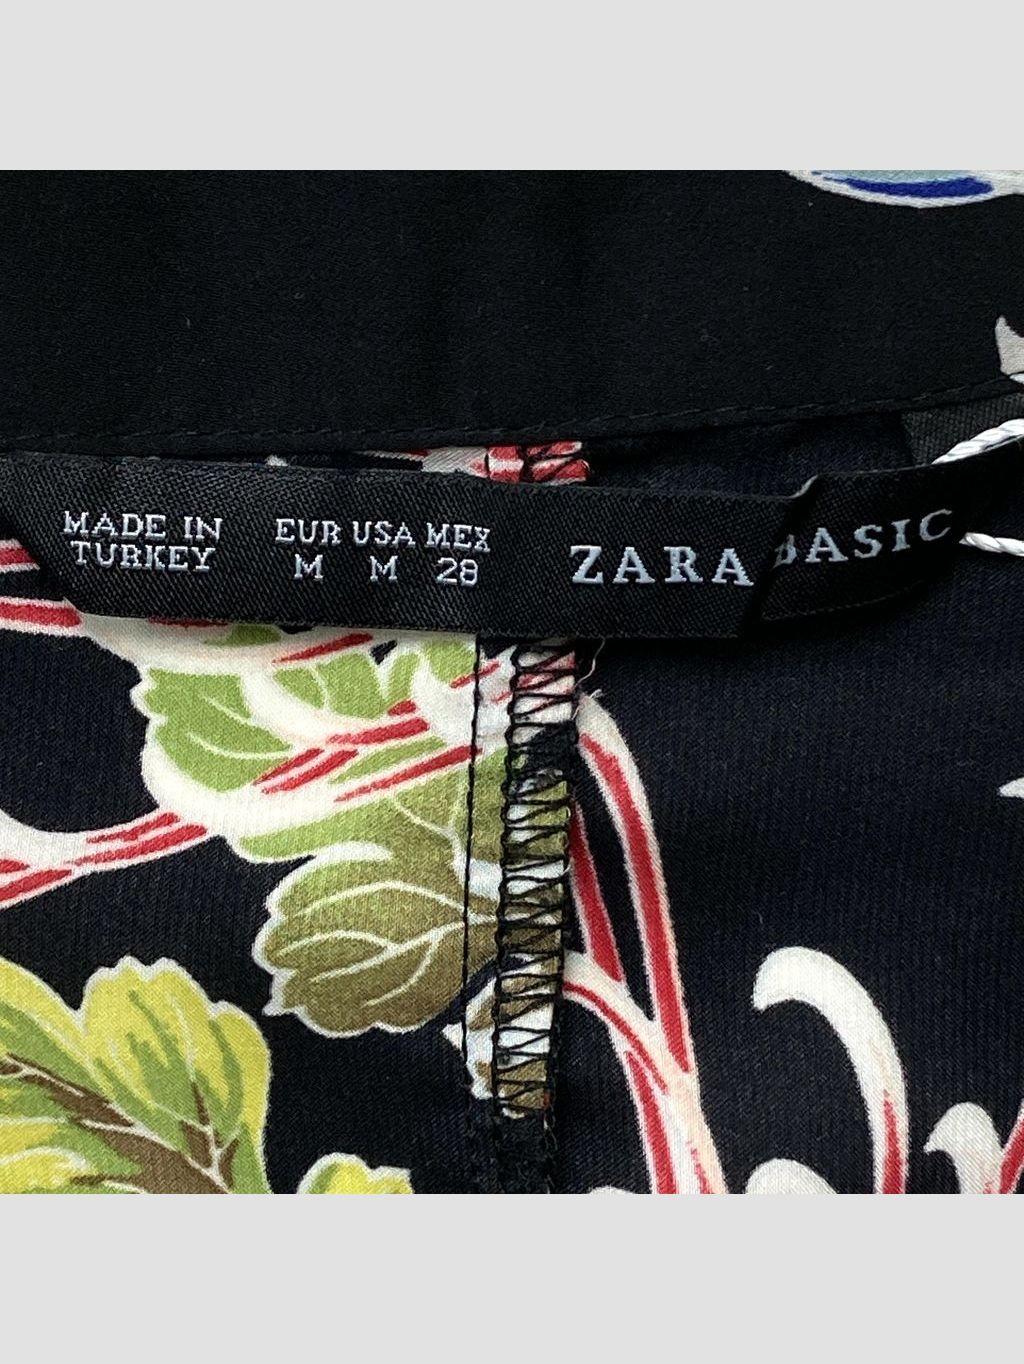 MADE IN
TURKEY
EUR USA MEX
M M 28
ZARA BASIC